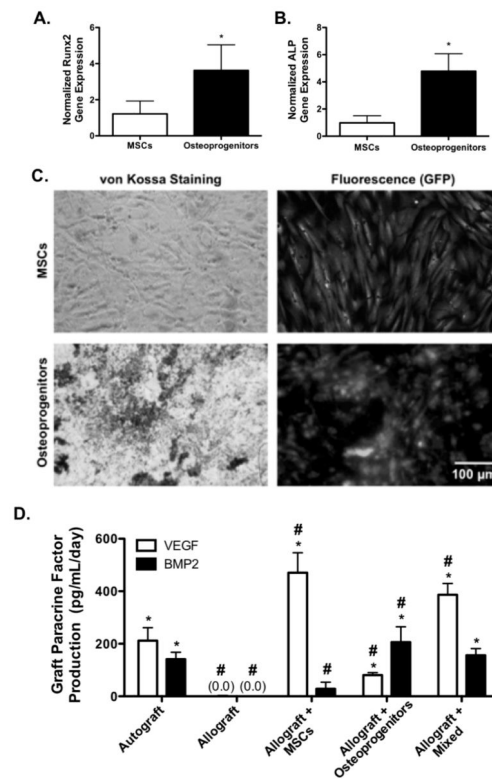 A.
Normalized Runx2
Gene Expression
6
4
2
0
*
MSCs
Osteoprogenitors
B.
Normalized ALP
Gene Expression
8
6
4
2
0
*
MSCs
Osteoprogenitors
C.
von Kossa Staining
Fluorescence (GFP)
MSCs
Osteoprogenitors
100 μm
D.
Graft Paracrine Factor
Production (pg/mL/day)
600
400
200
0
VEGF
BMP2
* *
# #
(0.0) (0.0)
#
*
#
#
*
#
*
#
*
*
Autograft
Allograft
Allograft +
MSCs
Allograft +
Osteoprogenitors
Allograft +
Mixed